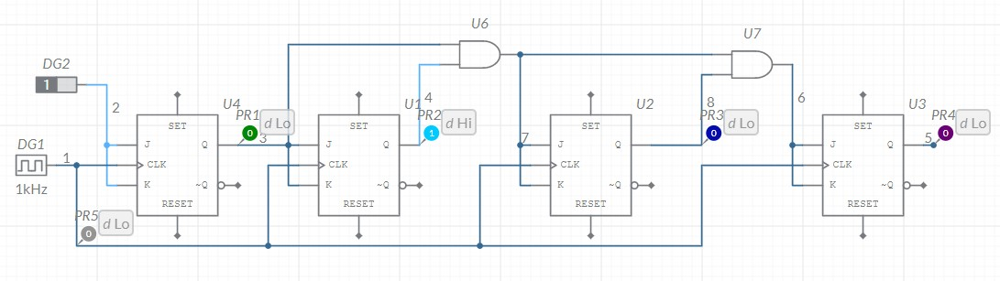 U6
U7
DG2
1
2
U4
PR1
0
d Lo
3
U1
4
PR2
1
d Hi
U2
8
PR3
0
d Lo
6
U3
PR4
0
d Lo
5
7
SET
J
Q
CLK
K
~Q
RESET
SET
J
Q
CLK
K
~Q
RESET
SET
J
Q
CLK
K
~Q
RESET
SET
J
Q
CLK
K
~Q
RESET
DG1
1
1kHz
PR5
0
d Lo